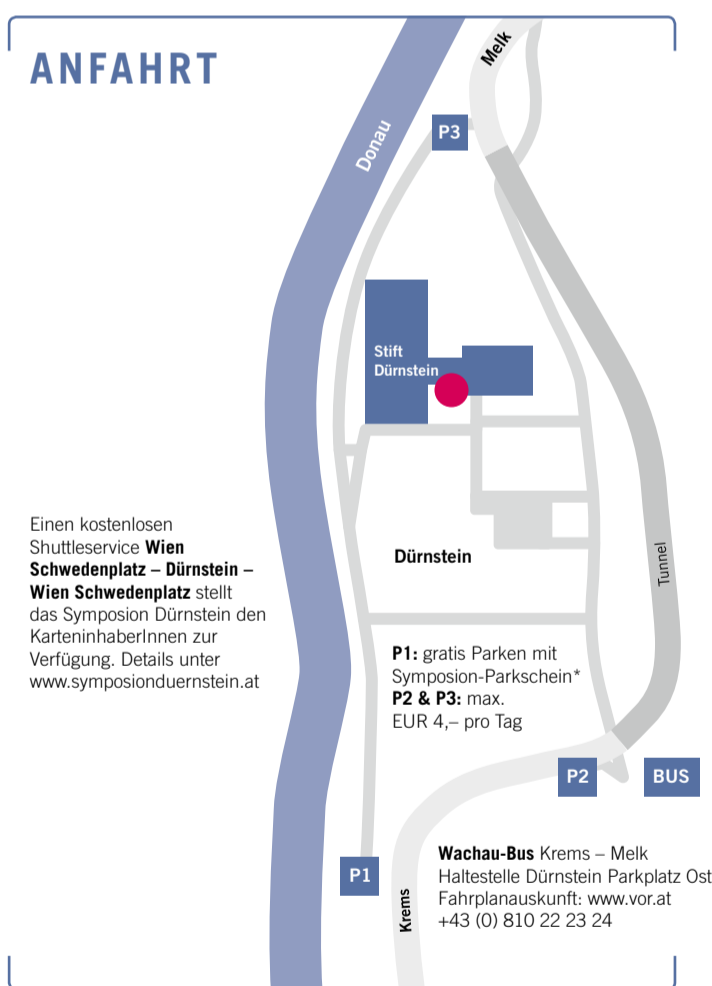 ANFAHRT
Melk
P3
Donau
Stift
Dürnstein
Einen kostenlosen
Shuttleservice Wien
Schwedenplatz – Dürnstein –
Wien Schwedenplatz stellt
das Symposion Dürnstein den
KarteninhaberInnen zur
Verfügung. Details unter
www.symposionduernstein.at
Dürnstein
Tunnel
P1: gratis Parken mit
Symposion-Parkschein*
P2 & P3: max.
EUR 4,– pro Tag
P2
BUS
P1
Krems
Wachau-Bus Krems – Melk
Haltestelle Dürnstein Parkplatz Ost
Fahrplanauskunft: www.vor.at
+43 (0) 810 22 23 24